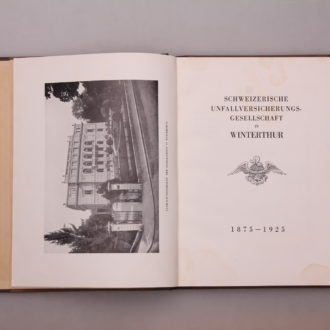 SCHWEIZERISCHE
UNFALLVERSICHERUNGS-
GESELLSCHAFT
IN
WINTERTHUR
1875–1925